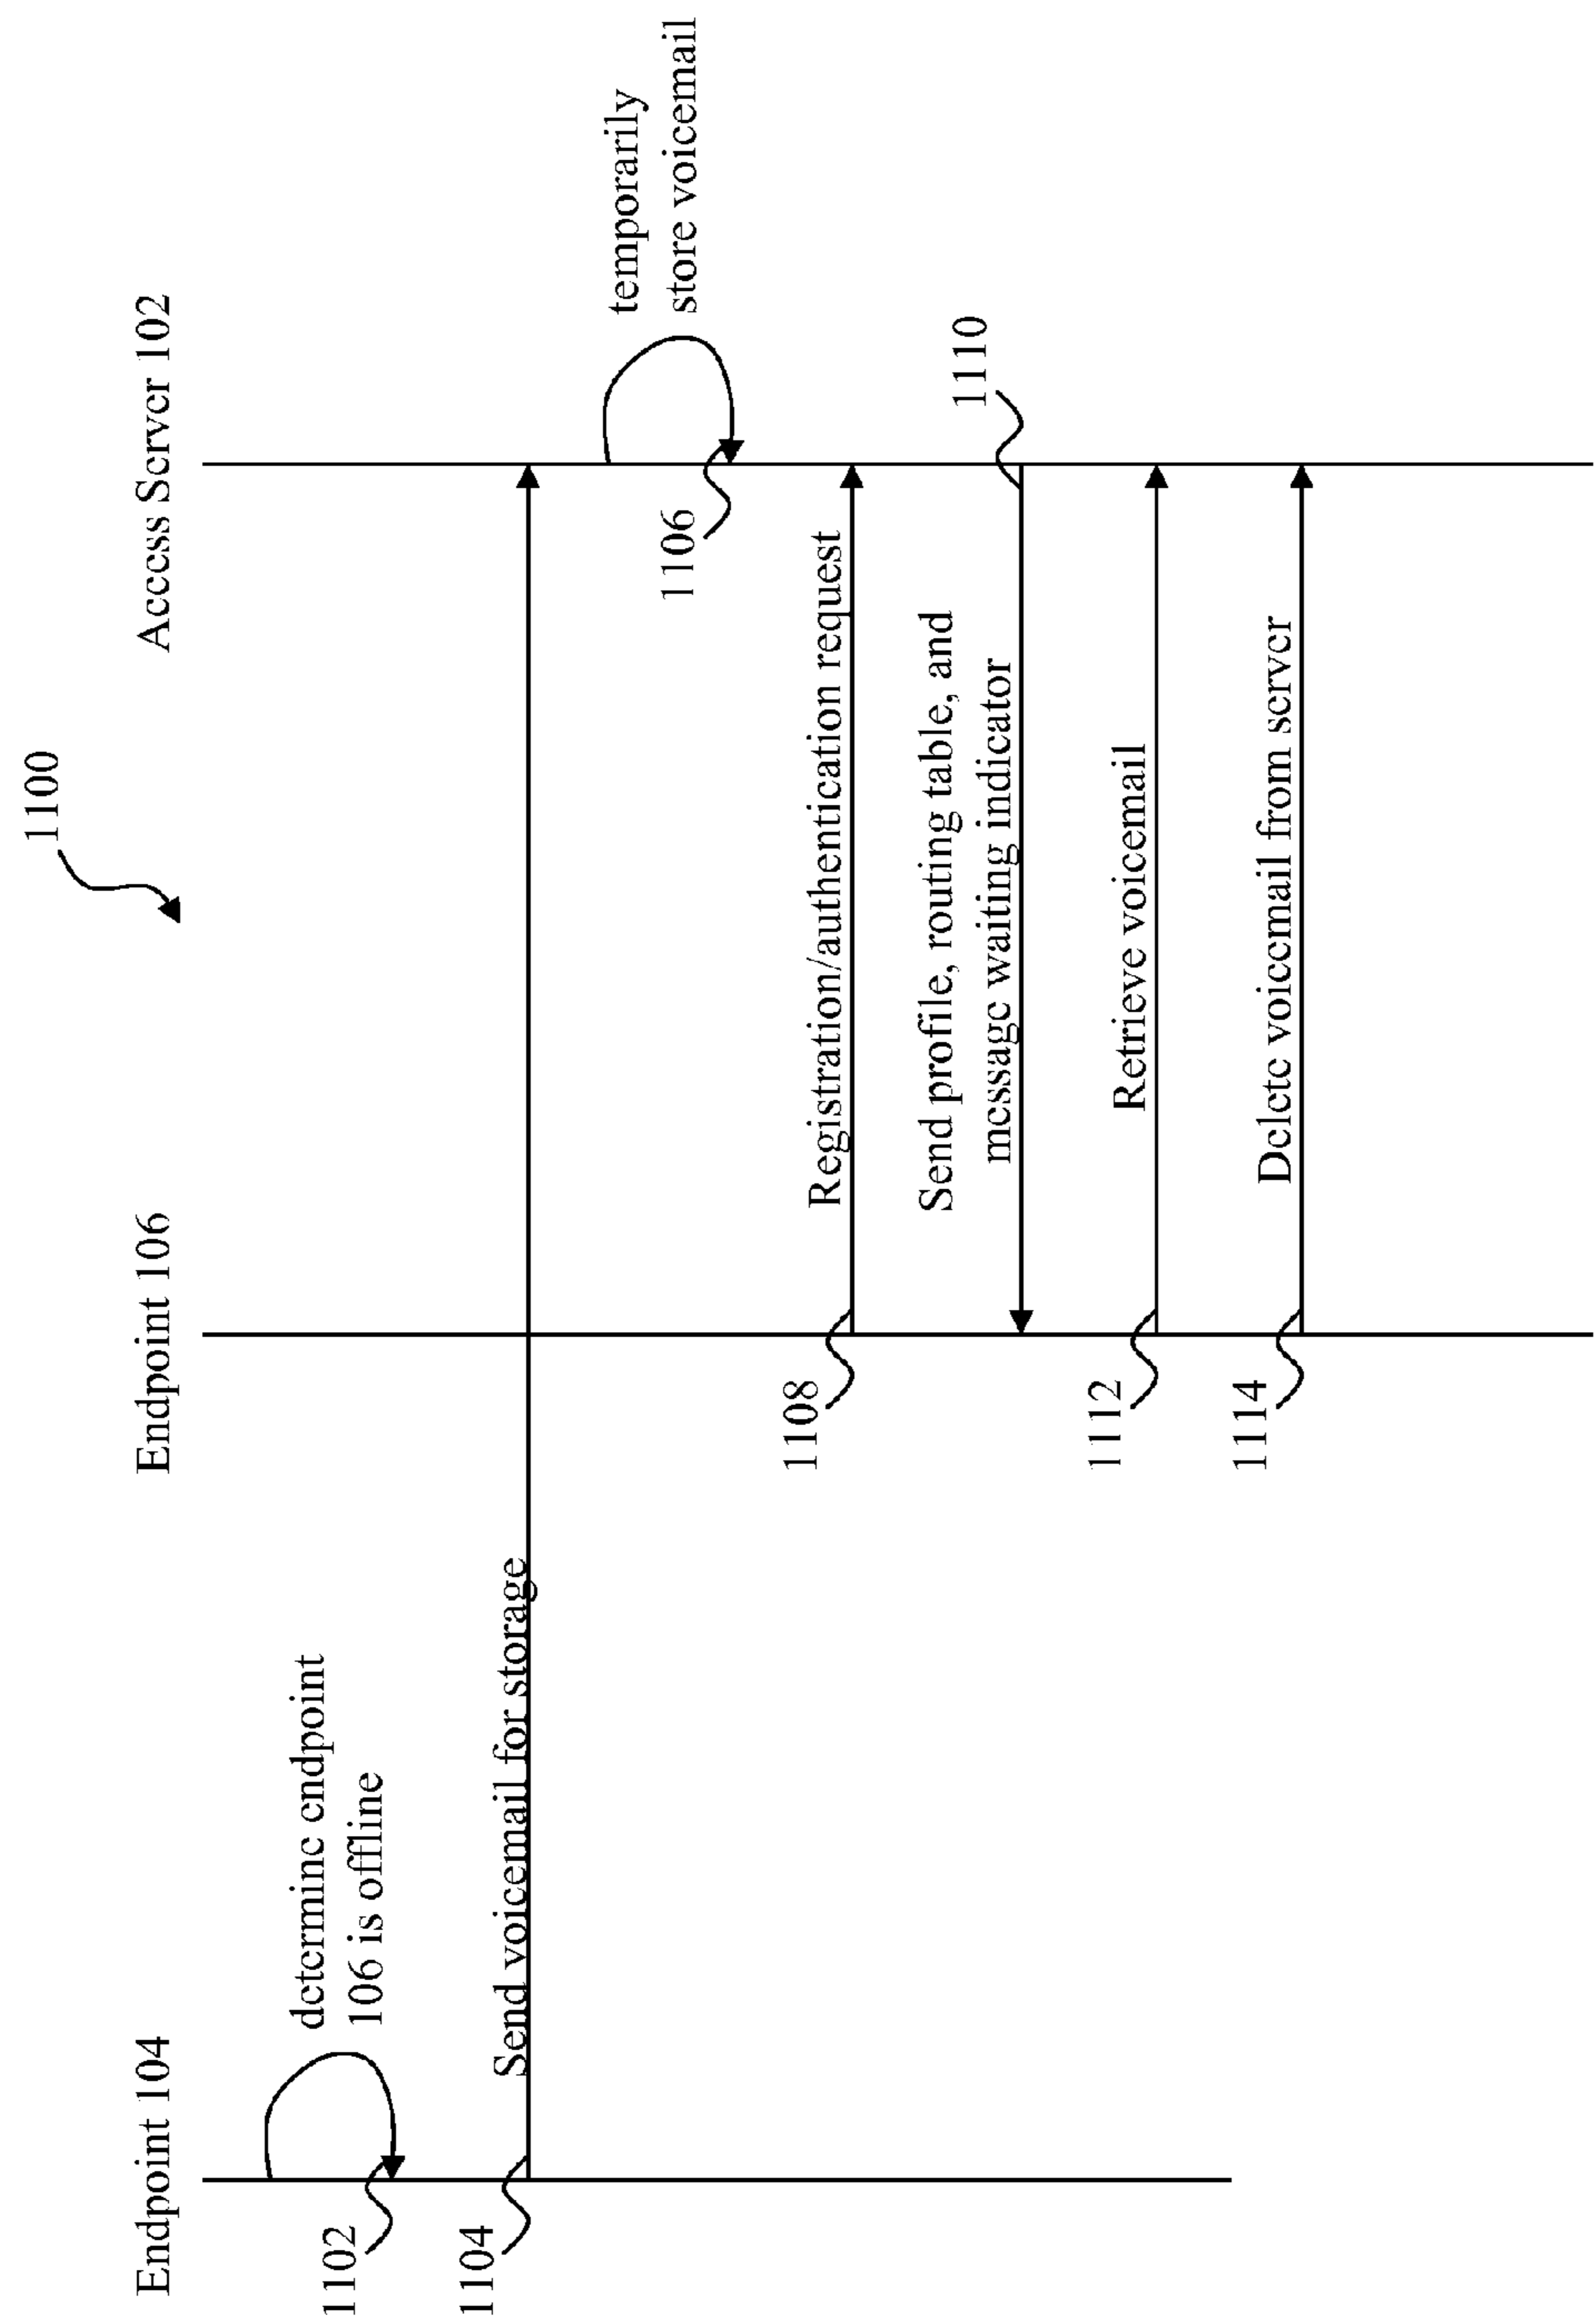 1100
Endpoint 104
Endpoint 106
Access Server 102
determine endpoint
106 is offline
1102
Send voicemail for storage
1104
temporarily
store voicemail
1106
Registration/authentication request
1108
Send profile, routing table, and
message waiting indicator
1110
Retrieve voicemail
1112
Delete voicemail from server
1114